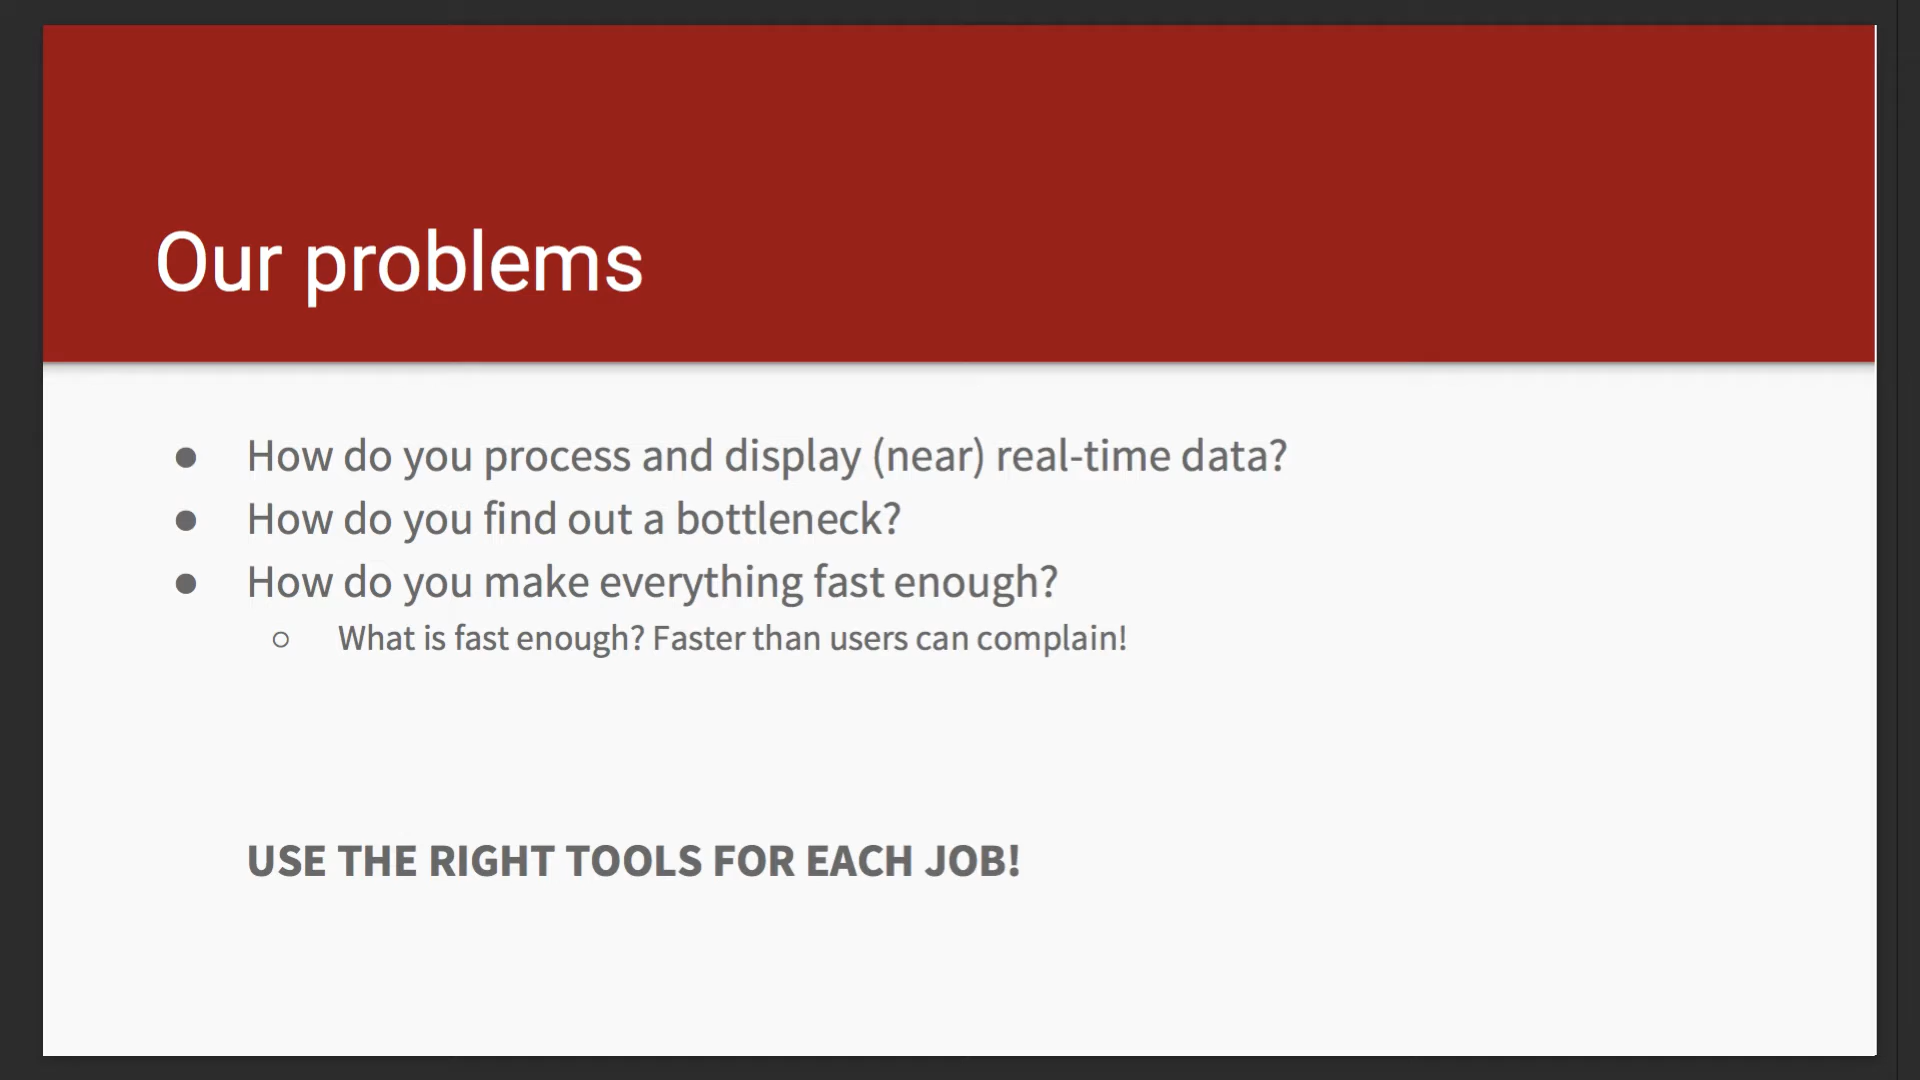 Our problems
● How do you process and display (near) real-time data?
● How do you find out a bottleneck?
● How do you make everything fast enough?
○ What is fast enough? Faster than users can complain!
USE THE RIGHT TOOLS FOR EACH JOB!